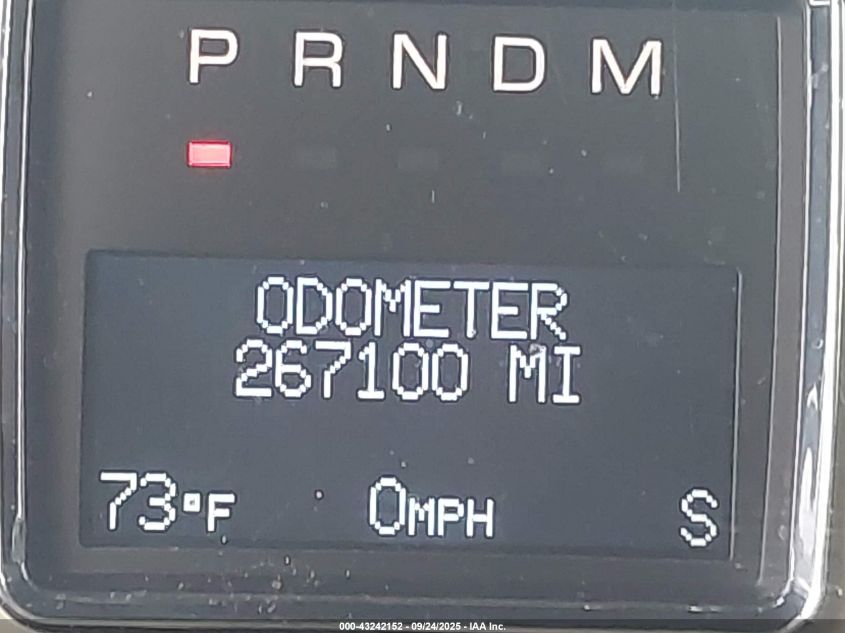 P R N D M
ODOMETER
267100 MI
73°F 0MPH S
000-43242152 - 09/24/2025 - IAA Inc.